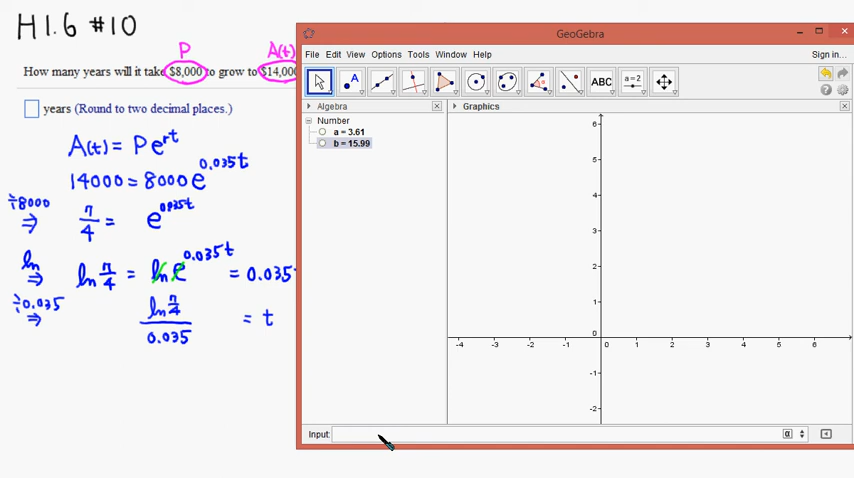 H1.6 #10
P
A(t)
How many years will it take $8,000 to grow to $14,000
years (Round to two decimal places.)
A(t) = P e^{rt}
14000 = 8000 e^{0.035t}
÷8000 ⇒ 7/4 = e^{0.035t}
ln ⇒ ln 7/4 = ln e^{0.035t} = 0.035
÷0.035 ⇒ ln 7/4 / 0.035 = t
GeoGebra
File Edit View Options Tools Window Help
Sign in...
A
ABC
a=2
Algebra
Graphics
Number
a = 3.61
b = 15.99
6
5
4
3
2
1
0
-4 -3 -2 -1 0 1 2 3 4 5 6
-1
-2
Input:
α